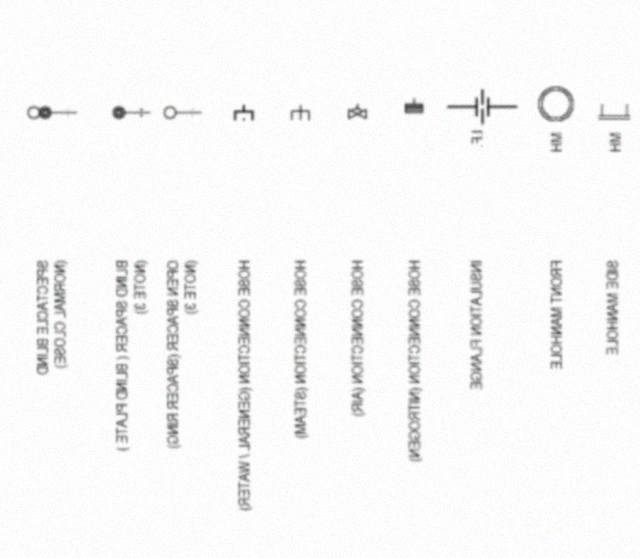 SPECTACLE BLIND
(NORMAL CLOSE)
BLIND SPACER ( BLIND PLATE )
(NOTE 3)
OPEN SPACER (SPACER RING)
(NOTE 3)
HOSE CONNECTION (GENERAL / WATER)
HOSE CONNECTION (STEAM)
HOSE CONNECTION (AIR)
HOSE CONNECTION (NITROGEN)
I.F.
INSULATION FLANGE
MH
FRONT MANHOLE
MH
SIDE MANHOLE